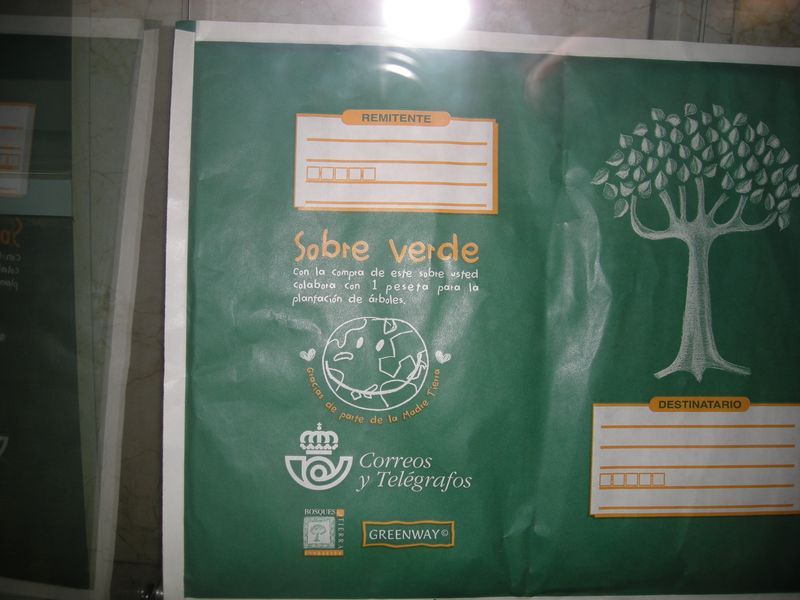 REMITENTE
Sobre verde
Con la compra de este sobre usted
colabora con 1 peseta para la
plantación de árboles.
Gracias de parte de la Madre Tierra
Correos
y Telégrafos
BOSQUES
TIERRA
GREENWAY©
DESTINATARIO